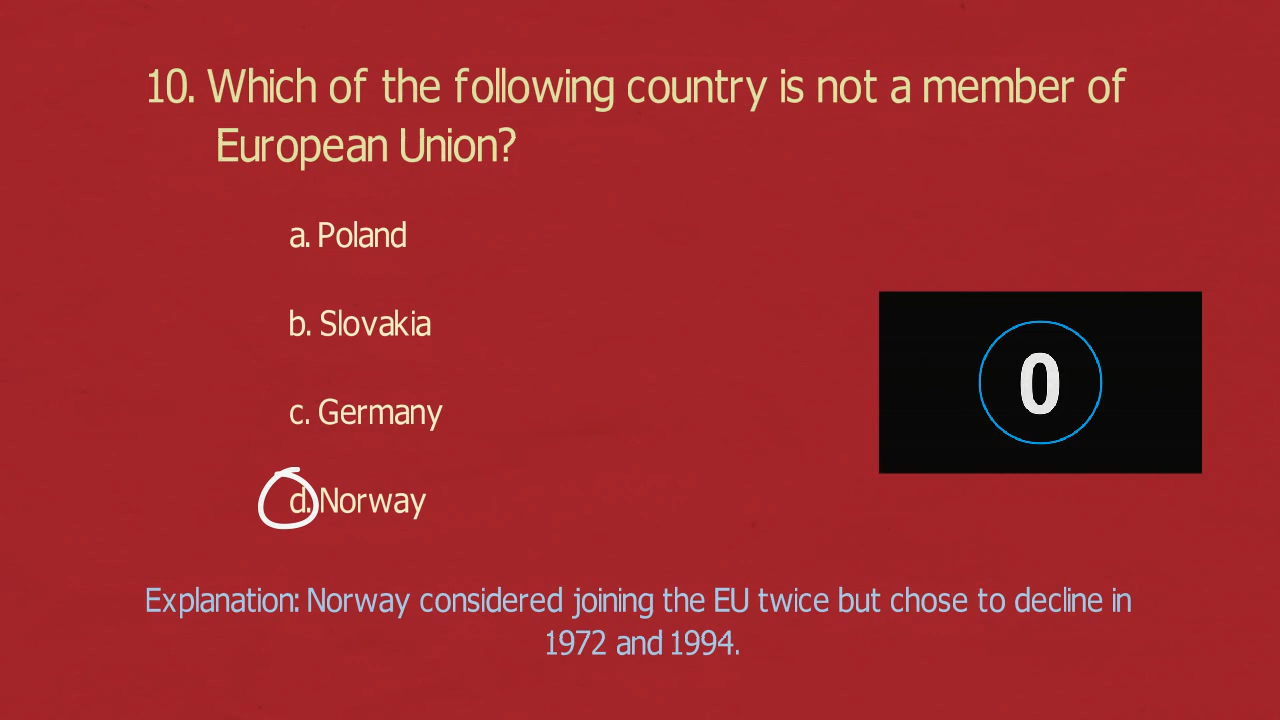 10. Which of the following country is not a member of
European Union?
a. Poland
b. Slovakia
c. Germany
0
d. Norway
Explanation: Norway considered joining the EU twice but chose to decline in
1972 and 1994.